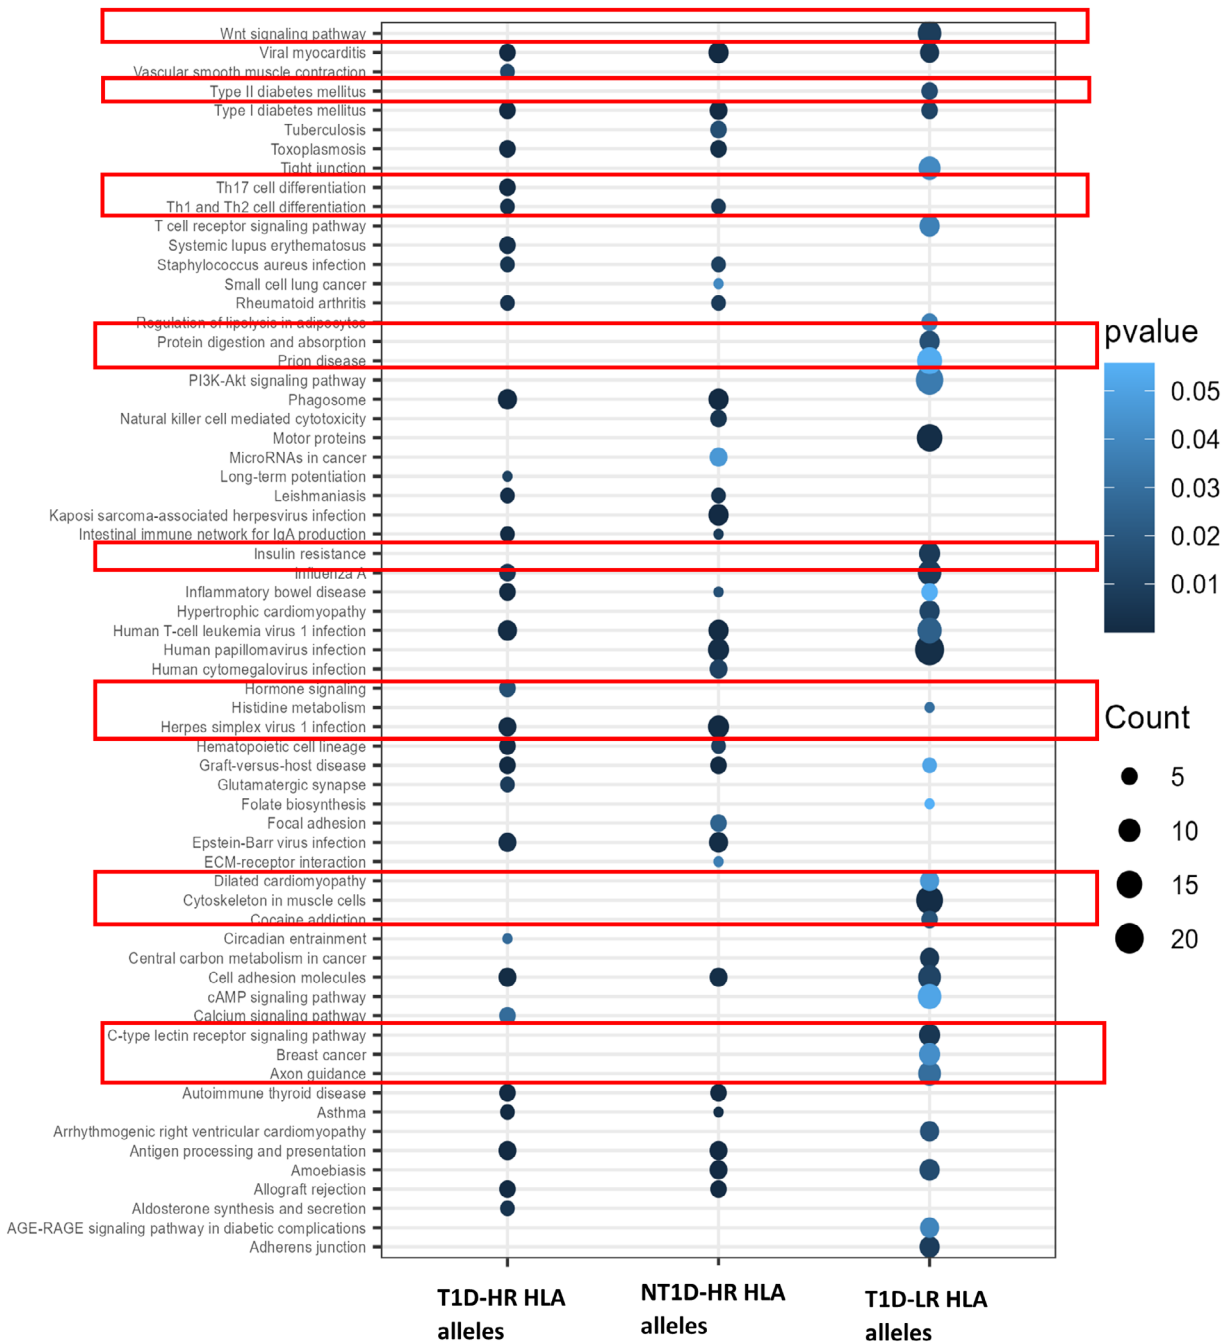 Wnt signaling pathway
Viral myocarditis
Vascular smooth muscle contraction
Type II diabetes mellitus
Type I diabetes mellitus
Tuberculosis
Toxoplasmosis
Tight junction
Th17 cell differentiation
Th1 and Th2 cell differentiation
T cell receptor signaling pathway
Systemic lupus erythematosus
Staphylococcus aureus infection
Small cell lung cancer
Rheumatoid arthritis
Regulation of lipolysis in adipocytes
Protein digestion and absorption
Prion disease
PI3K-Akt signaling pathway
Phagosome
Natural killer cell mediated cytotoxicity
Motor proteins
MicroRNAs in cancer
Long-term potentiation
Leishmaniasis
Kaposi sarcoma-associated herpesvirus infection
Intestinal immune network for IgA production
Insulin resistance
Influenza A
Inflammatory bowel disease
Hypertrophic cardiomyopathy
Human T-cell leukemia virus 1 infection
Human papillomavirus infection
Human cytomegalovirus infection
Hormone signaling
Histidine metabolism
Herpes simplex virus 1 infection
Hematopoietic cell lineage
Graft-versus-host disease
Glutamatergic synapse
Folate biosynthesis
Focal adhesion
Epstein-Barr virus infection
ECM-receptor interaction
Dilated cardiomyopathy
Cytoskeleton in muscle cells
Cocaine addiction
Circadian entrainment
Central carbon metabolism in cancer
Cell adhesion molecules
cAMP signaling pathway
Calcium signaling pathway
C-type lectin receptor signaling pathway
Breast cancer
Axon guidance
Autoimmune thyroid disease
Asthma
Arrhythmogenic right ventricular cardiomyopathy
Antigen processing and presentation
Amoebiasis
Allograft rejection
Aldosterone synthesis and secretion
AGE-RAGE signaling pathway in diabetic complications
Adherens junction
T1D-HR HLA
alleles
NT1D-HR HLA
alleles
T1D-LR HLA
alleles
pvalue
0.05
0.04
0.03
0.02
0.01
Count
5
10
15
20